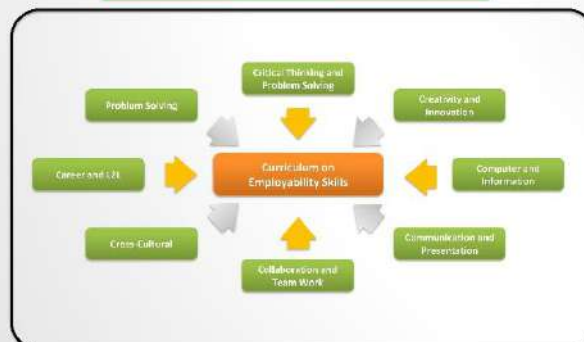 Critical Thinking and
Problem Solving
Problem Solving
Creativity and
Innovation
Career and L2L
Curriculum on
Employability Skills
Computer and
Information
Cross-Cultural
Collaboration and
Team Work
Communication and
Presentation